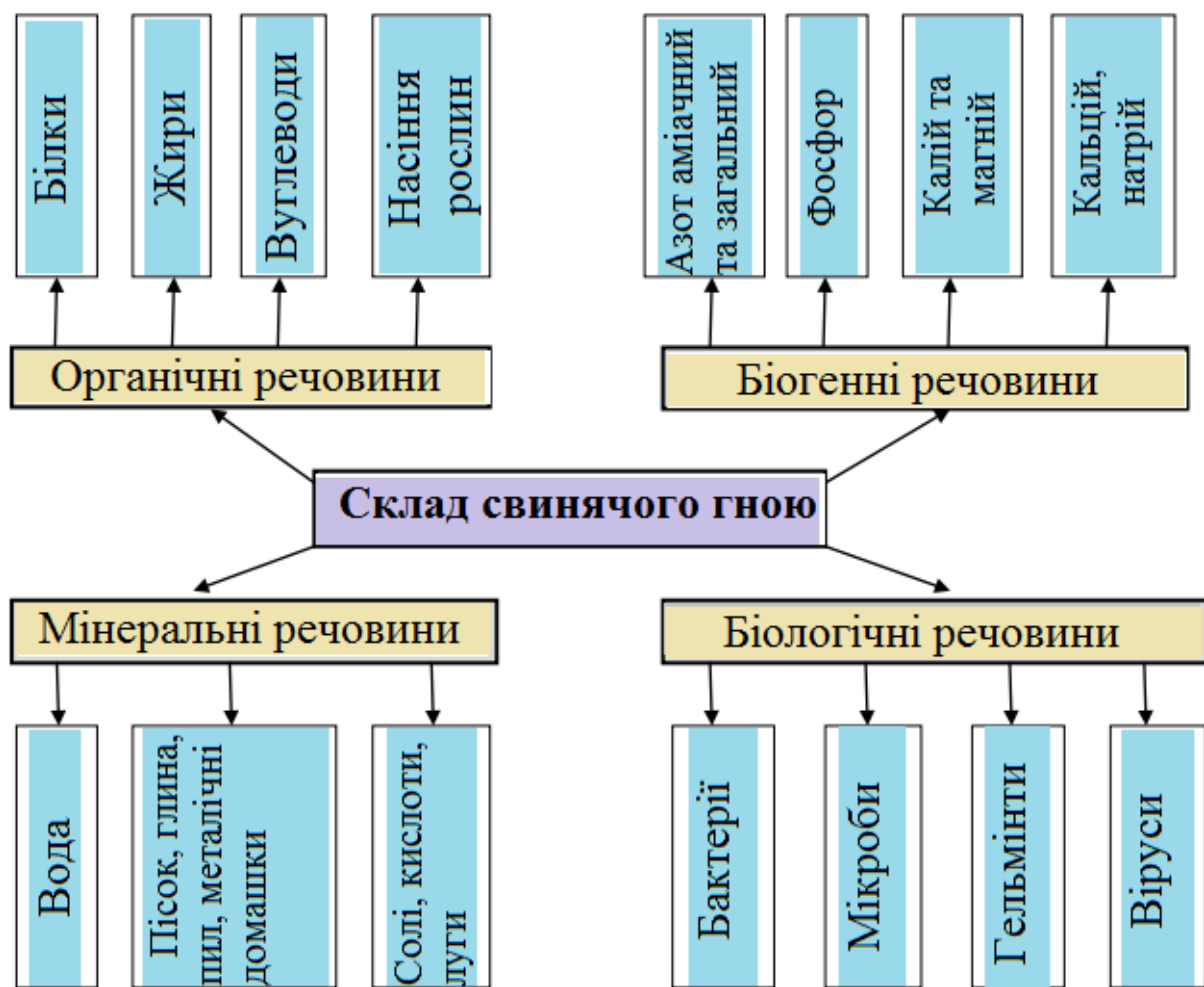 Білки
Жири
Вуглеводи
Насіння
рослин
Азот аміачний
та загальний
Фосфор
Калій та
магній
Кальцій,
натрій
Органічні речовини
Біогенні речовини
Склад свинячого гною
Мінеральні речовини
Біологічні речовини
Вода
Пісок, глина,
пил, металічні
домашки
Солі, кислоти,
луги
Бактерії
Мікроби
Гельмінти
Віруси